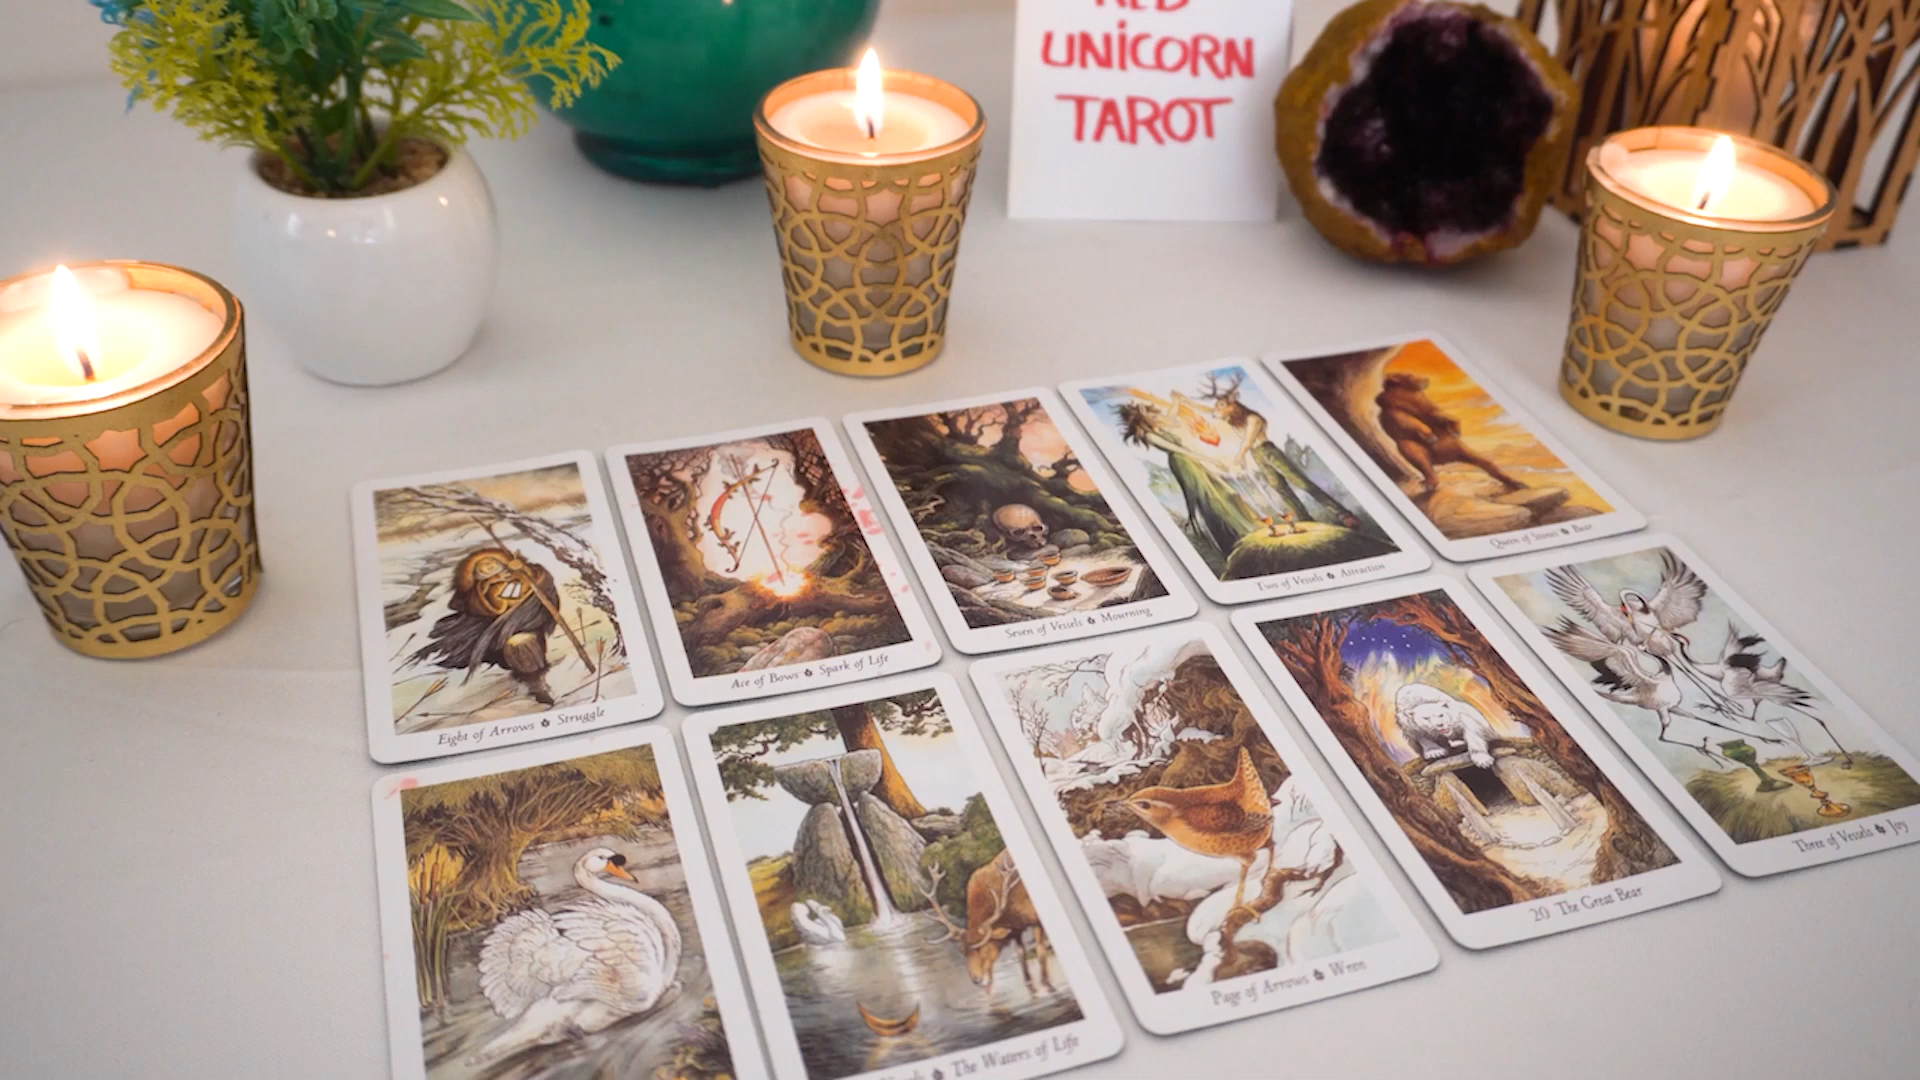 RED
UNICORN
TAROT
Queen of Stones Bear
Two of Vessels Attraction
Seven of Vessels Mourning
Ace of Bows Spark of Life
Eight of Arrows Struggle
Three of Vessels Joy
20 The Great Bear
Page of Arrows Wren
The Waters of Life